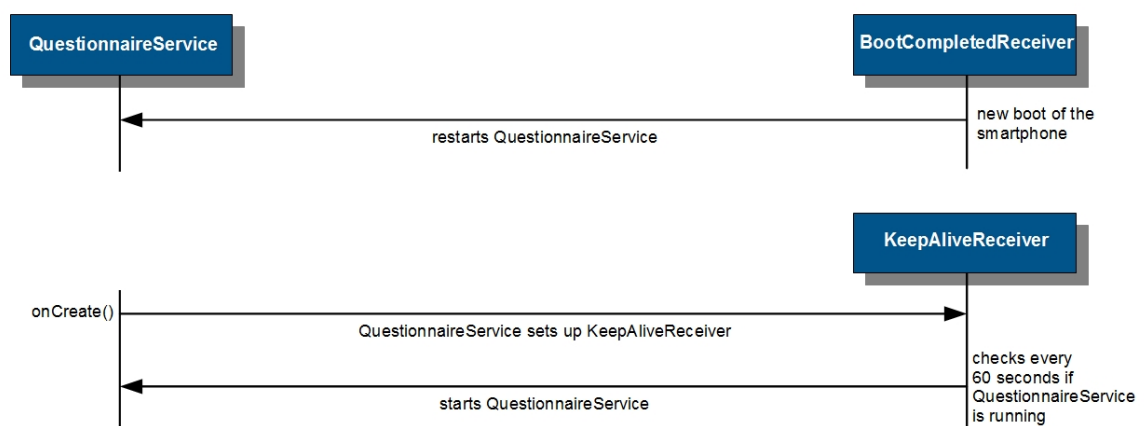 QuestionnaireService
BootCompletedReceiver
new boot of the
smartphone
restarts QuestionnaireService
KeepAliveReceiver
onCreate()
QuestionnaireService sets up KeepAliveReceiver
checks every
60 seconds if
QuestionnaireService
is running
starts QuestionnaireService